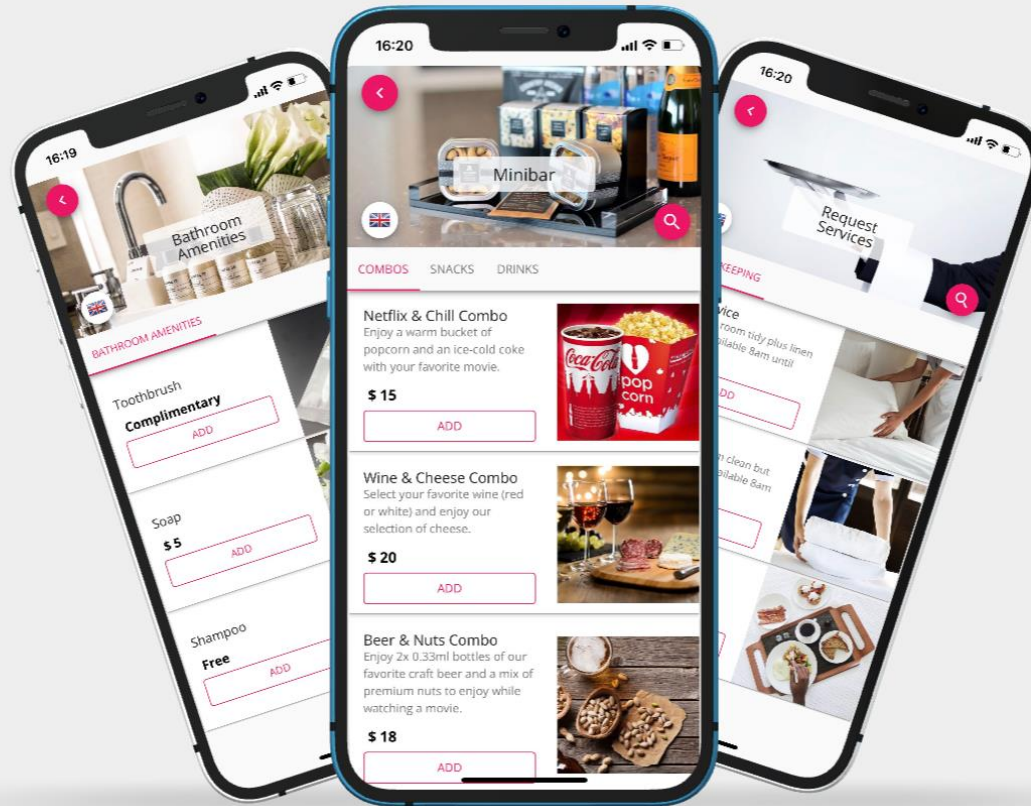 16:19
Bathroom
Amenities
BATHROOM AMENITIES
Toothbrush
Complimentary
ADD
Soap
$ 5
ADD
Shampoo
Free
ADD
16:20
Minibar
COMBOS SNACKS DRINKS
Netflix & Chill Combo
Enjoy a warm bucket of
popcorn and an ice-cold coke
with your favorite movie.
$ 15
ADD
Coca-Cola
pop
corn
Wine & Cheese Combo
Select your favorite wine (red
or white) and enjoy our
selection of cheese.
$ 20
ADD
Beer & Nuts Combo
Enjoy 2x 0.33ml bottles of our
favorite craft beer and a mix of
premium nuts to enjoy while
watching a movie.
$ 18
ADD
16:20
Request
Services
KEEPING
vice
room tidy plus linen
ilable 8am until
DD
clean but
ailable 8am